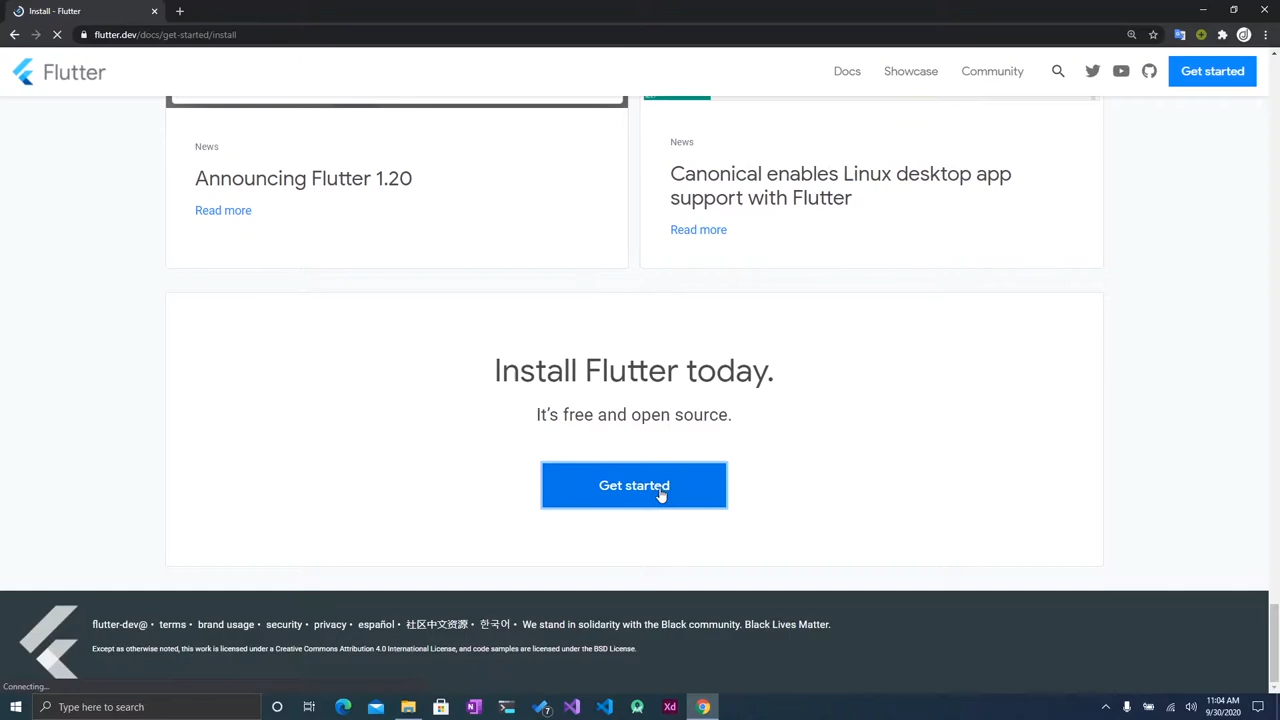 Install - Flutter
flutter.dev/docs/get-started/install
Flutter
Docs
Showcase
Community
Get started
News
Announcing Flutter 1.20
Read more
News
Canonical enables Linux desktop app
support with Flutter
Read more
Install Flutter today.
It's free and open source.
Get started
flutter-dev@ • terms • brand usage • security • privacy • español • 社区中文资源 • 한국어 • We stand in solidarity with the Black community. Black Lives Matter.
Except as otherwise noted, this work is licensed under a Creative Commons Attribution 4.0 International License, and code samples are licensed under the BSD License.
Connecting...
Type here to search
7
Xd
11:04 AM
9/30/2020